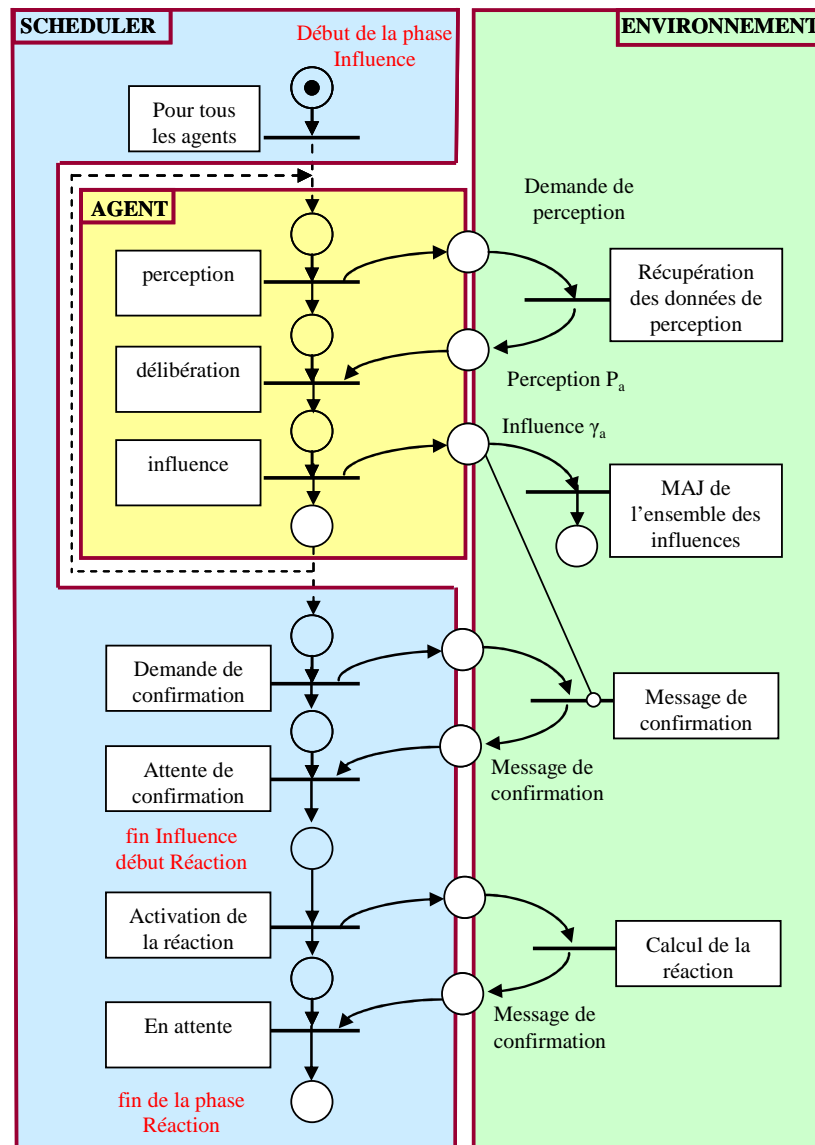 SCHEDULER
Début de la phase
Influence
ENVIRONNEMENT
Pour tous
les agents
AGENT
Demande de
perception
perception
Récupération
des données de
perception
délibération
Perception Pₐ
Influence γₐ
influence
MAJ de
l’ensemble des
influences
Demande de
confirmation
Message de
confirmation
Attente de
confirmation
Message de
confirmation
fin Influence
début Réaction
Activation de
la réaction
Calcul de la
réaction
En attente
Message de
confirmation
fin de la phase
Réaction